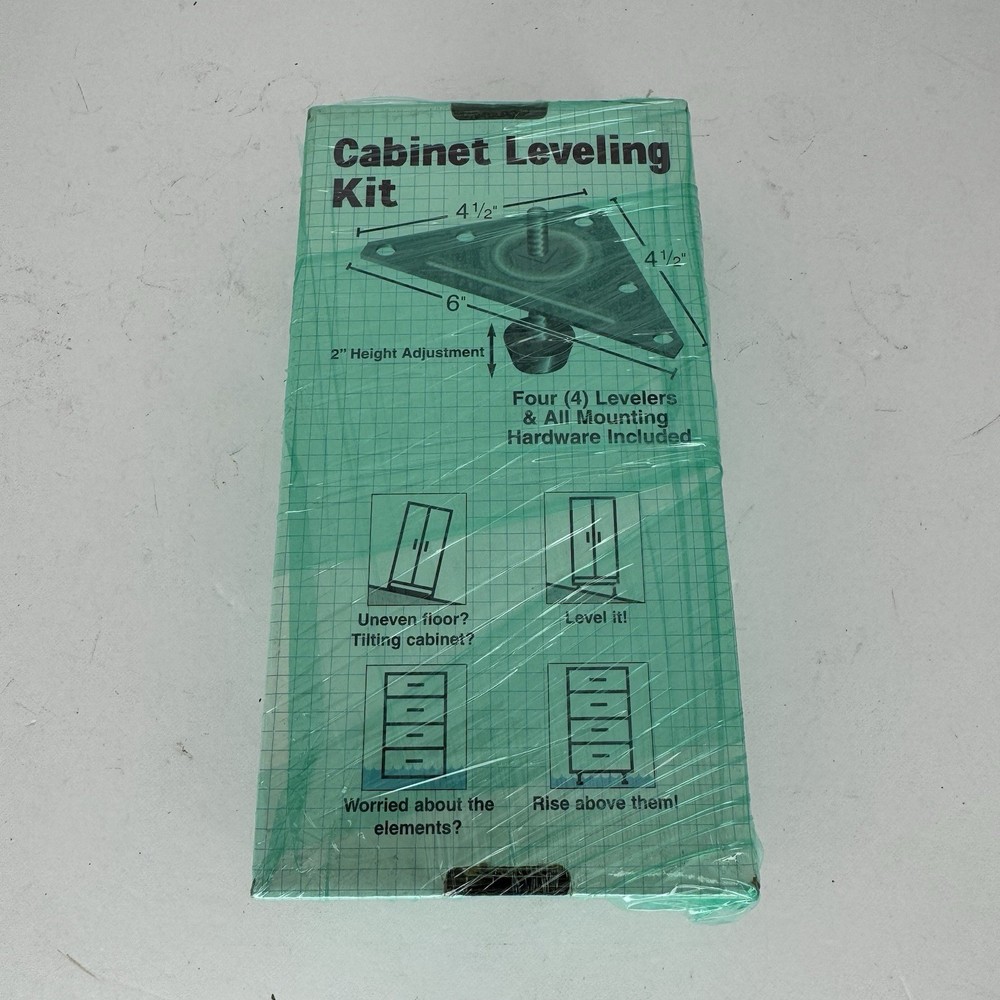 Cabinet Leveling
Kit
4 1/2"
4 1/2"
6"
2" Height Adjustment
Four (4) Levelers
& All Mounting
Hardware Included
Uneven floor?
Tilting cabinet?
Level it!
Worried about the
elements?
Rise above them!